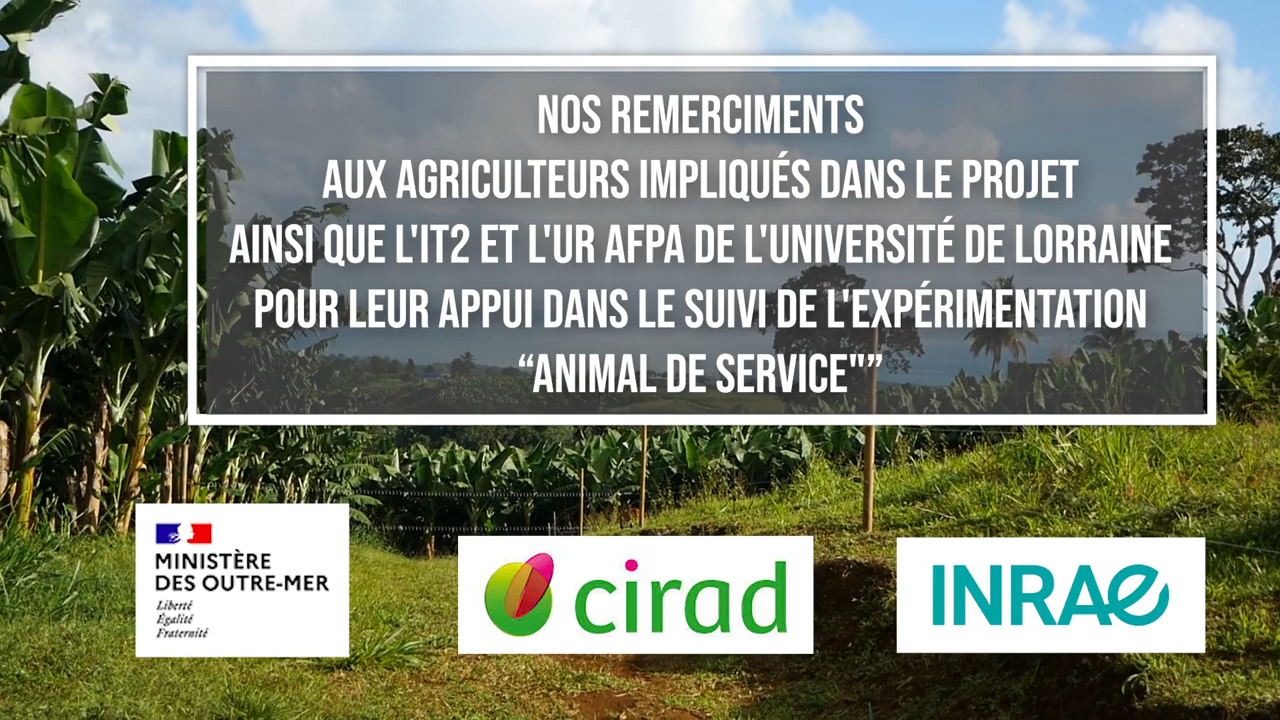 NOS REMERCIMENTS
AUX AGRICULTEURS IMPLIQUÉS DANS LE PROJET
AINSI QUE L'IT2 ET L'UR AFPA DE L'UNIVERSITÉ DE LORRAINE
POUR LEUR APPUI DANS LE SUIVI DE L'EXPÉRIMENTATION
“ANIMAL DE SERVICE"”
MINISTÈRE
DES OUTRE-MER
Liberté
Égalité
Fraternité
cirad
INRAE